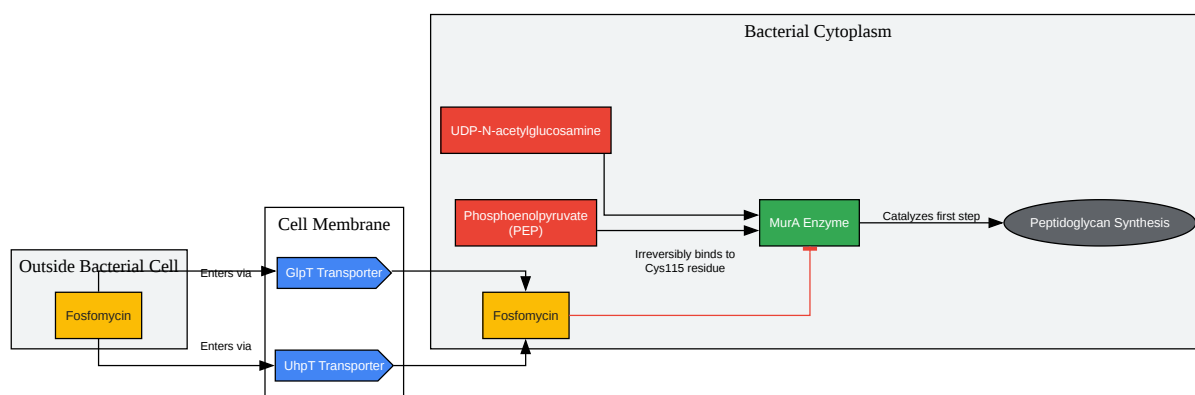 Bacterial Cytoplasm
UDP-N-acetylglucosamine
Phosphoenolpyruvate
(PEP)
MurA Enzyme
Catalyzes first step
Peptidoglycan Synthesis
Cell Membrane
Irreversibly binds to
Cys115 residue
Outside Bacterial Cell
Enters via
GlpT Transporter
Fosfomycin
Fosfomycin
Enters via
UhpT Transporter